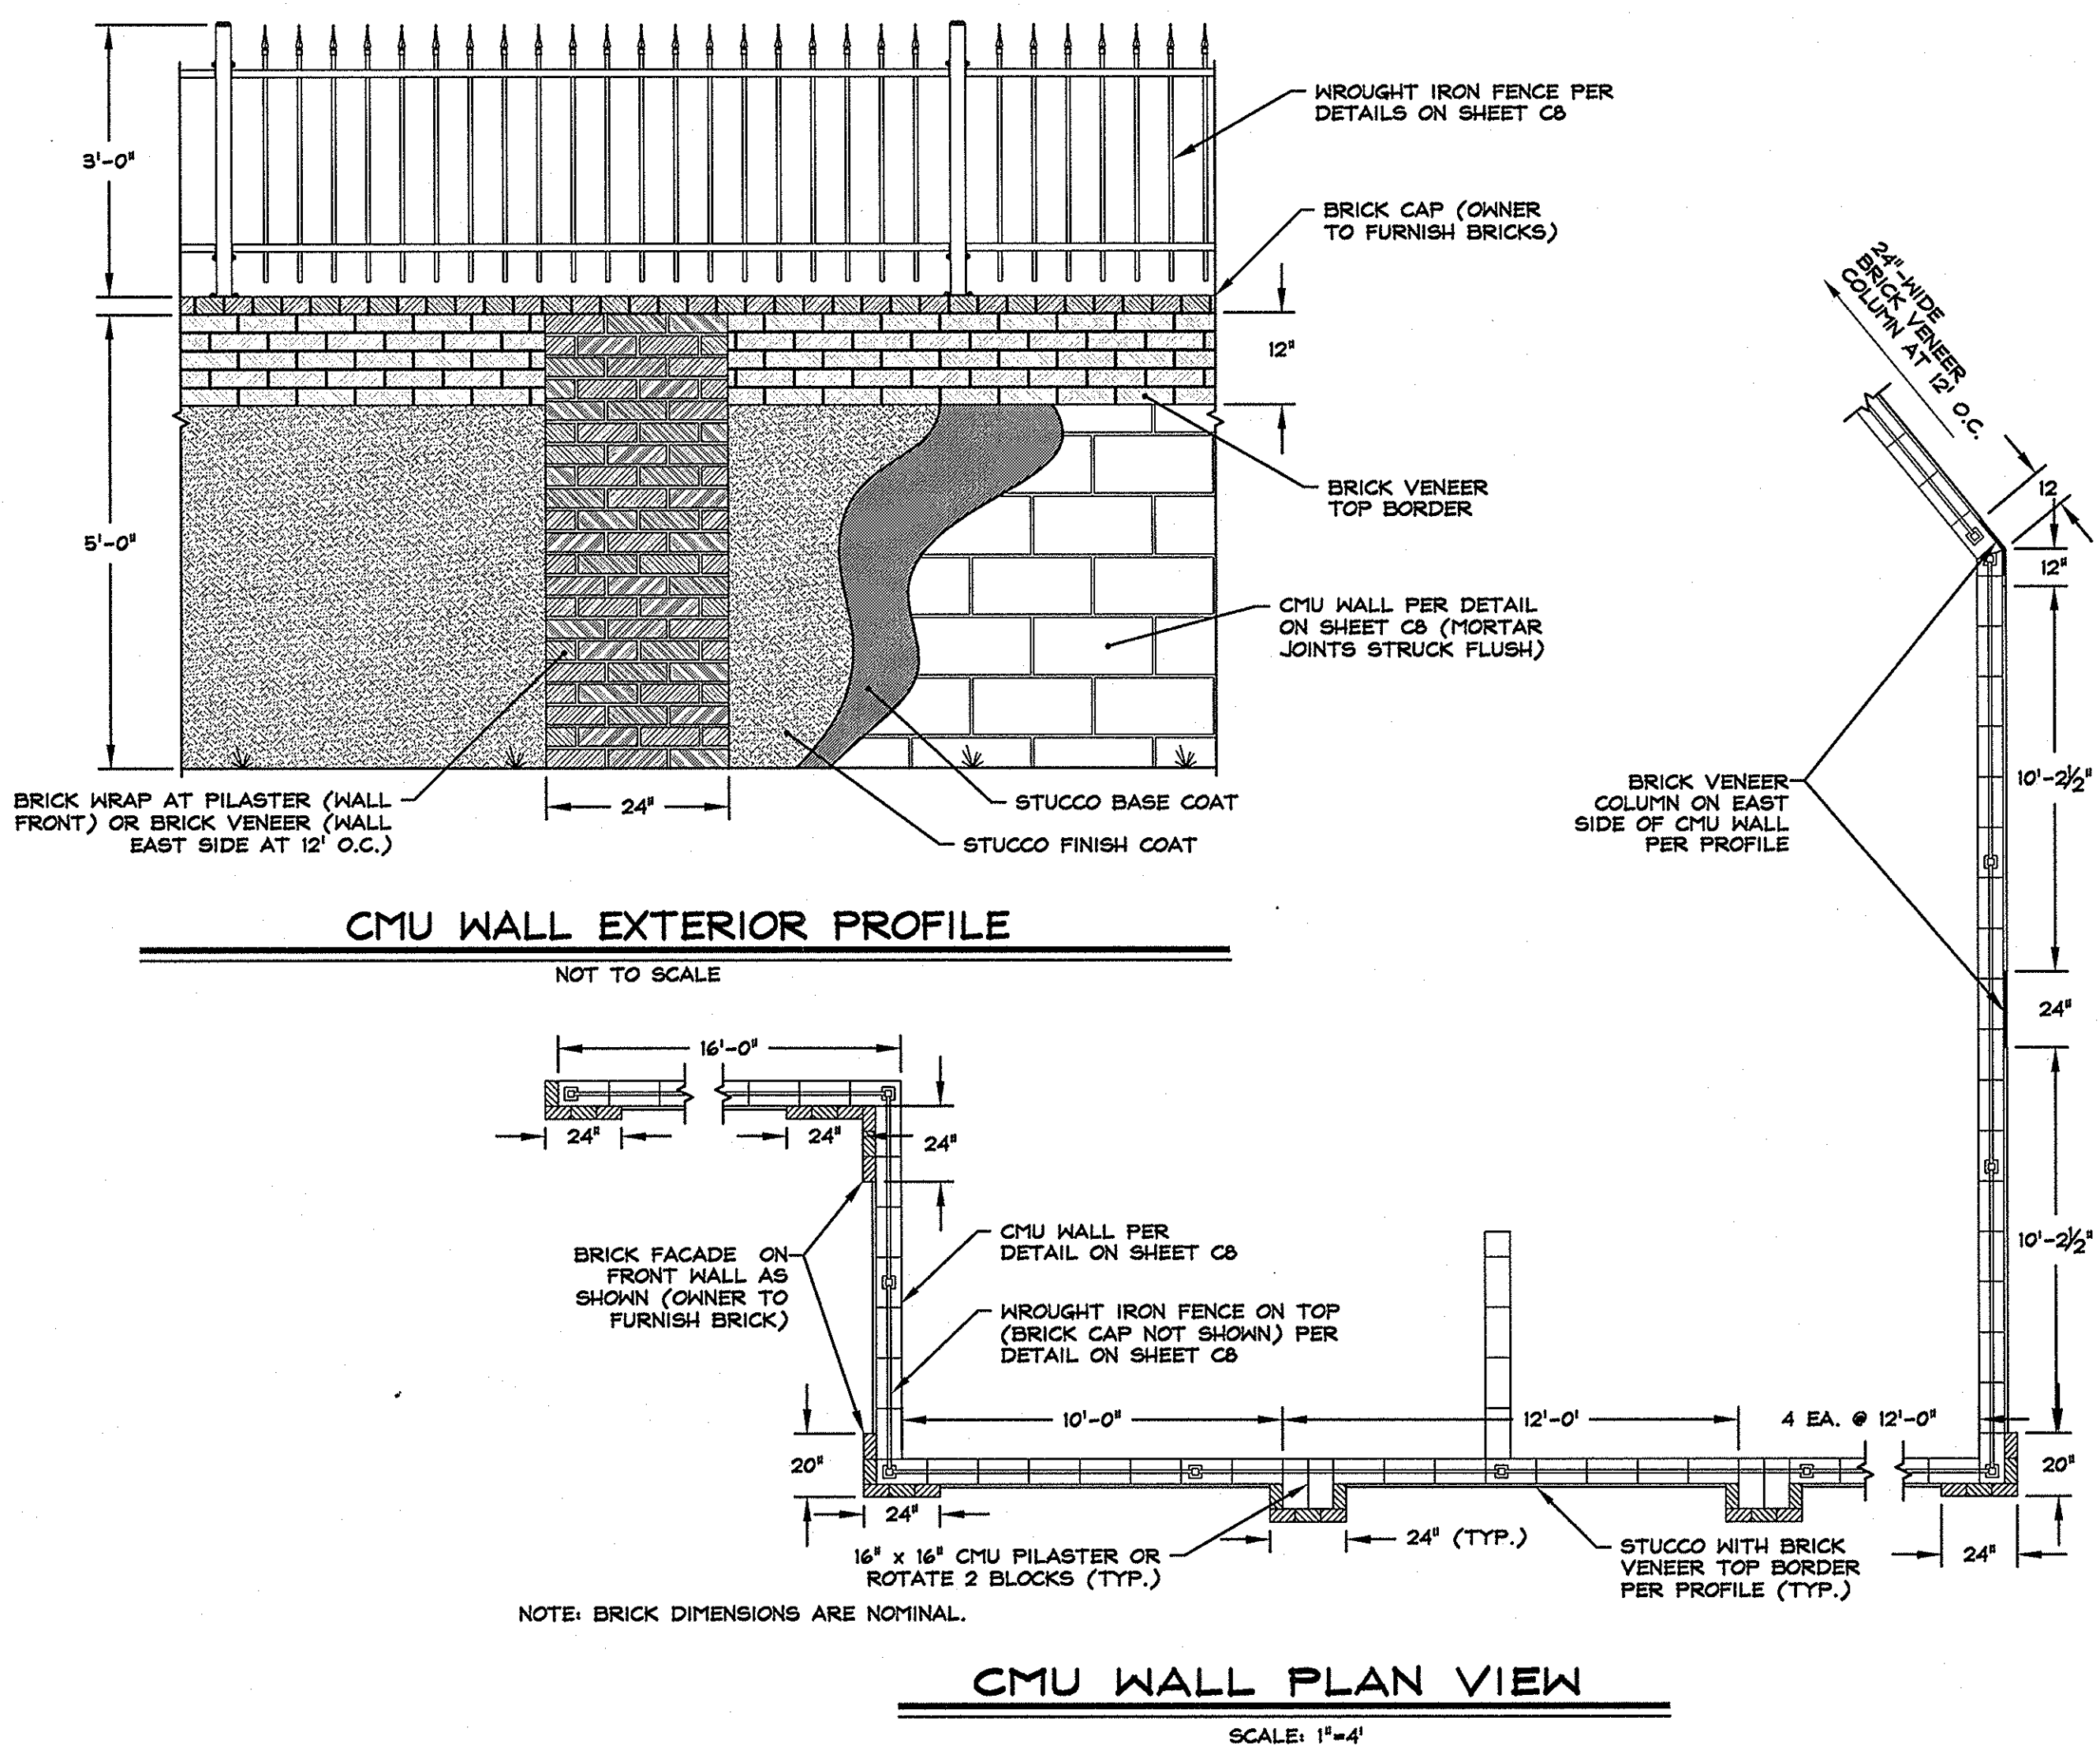 3'-0"
WROUGHT IRON FENCE PER
DETAILS ON SHEET C8
BRICK CAP (OWNER
TO FURNISH BRICKS)
12"
5'-0"
BRICK VENEER
TOP BORDER
CMU WALL PER DETAIL
ON SHEET C8 (MORTAR
JOINTS STRUCK FLUSH)
BRICK WRAP AT PILASTER (WALL
FRONT) OR BRICK VENEER (WALL
EAST SIDE AT 12' O.C.)
24"
STUCCO BASE COAT
STUCCO FINISH COAT
CMU WALL EXTERIOR PROFILE
NOT TO SCALE
24"-WIDE
BRICK VENEER
COLUMN AT 12' O.C.
12
12"
10'-2½"
BRICK VENEER
COLUMN ON EAST
SIDE OF CMU WALL
PER PROFILE
24"
10'-2½"
16'-0"
24"
24"
24"
BRICK FACADE ON
FRONT WALL AS
SHOWN (OWNER TO
FURNISH BRICK)
CMU WALL PER
DETAIL ON SHEET C8
WROUGHT IRON FENCE ON TOP
(BRICK CAP NOT SHOWN) PER
DETAIL ON SHEET C8
10'-0"
12'-0'
4 EA. @ 12'-0"
20"
20"
24"
24" (TYP.)
24"
16" x 16" CMU PILASTER OR
ROTATE 2 BLOCKS (TYP.)
STUCCO WITH BRICK
VENEER TOP BORDER
PER PROFILE (TYP.)
NOTE: BRICK DIMENSIONS ARE NOMINAL.
CMU WALL PLAN VIEW
SCALE: 1"=4'